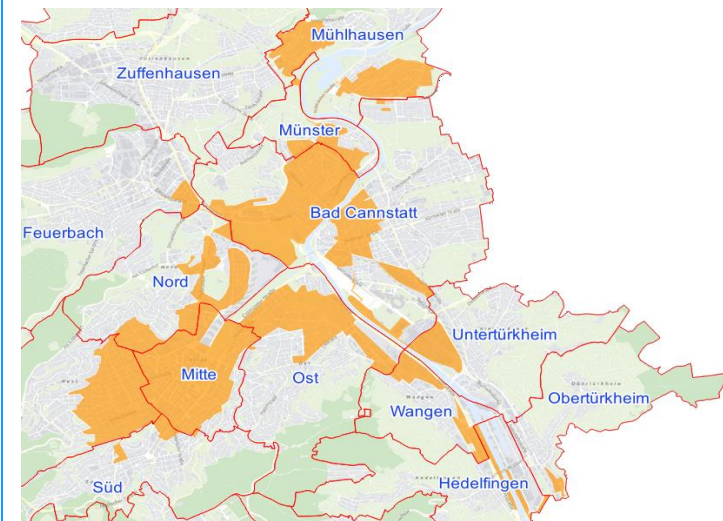 Mühlhausen
Zuffenhausen
Münster
Bad Cannstatt
Feuerbach
Nord
Untertürkheim
Mitte
Ost
Obertürkheim
Wangen
Hedelfingen
Süd